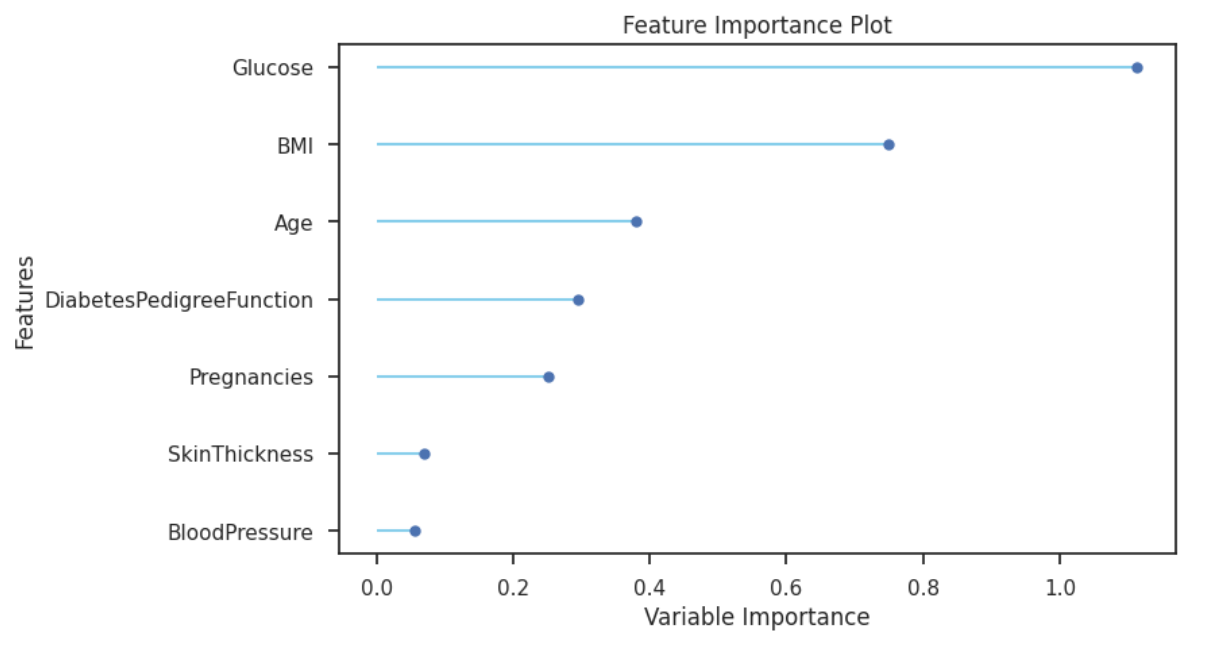 Feature Importance Plot
Glucose
BMI
Age
DiabetesPedigreeFunction
Pregnancies
SkinThickness
BloodPressure
Features
0.0 0.2 0.4 0.6 0.8 1.0
Variable Importance